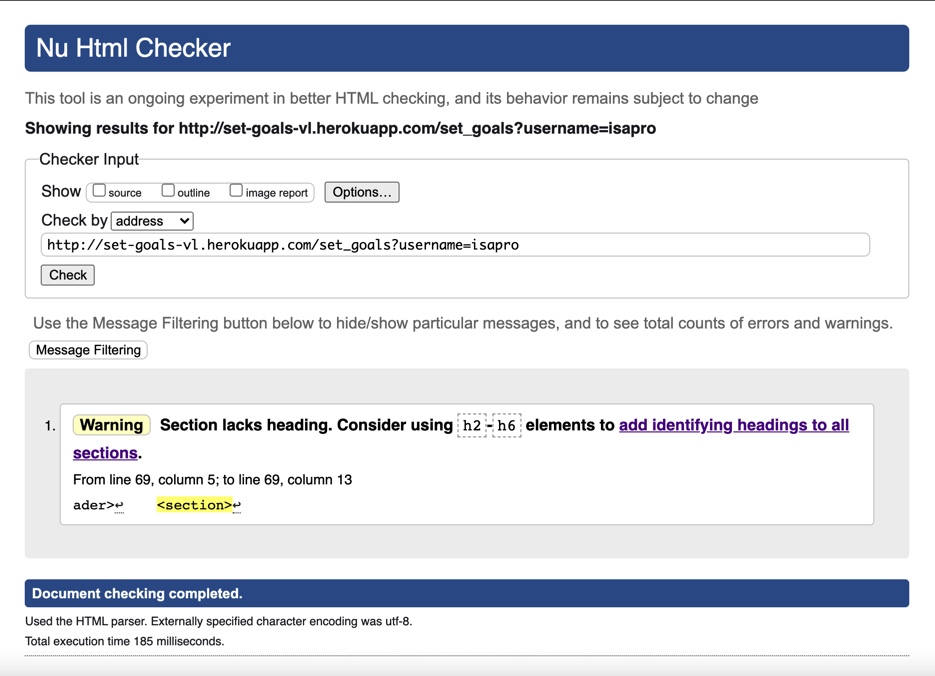 Nu Html Checker
This tool is an ongoing experiment in better HTML checking, and its behavior remains subject to change
Showing results for http://set-goals-vl.herokuapp.com/set_goals?username=isapro
Checker Input
Show source outline image report Options...
Check by address
http://set-goals-vl.herokuapp.com/set_goals?username=isapro
Check
Use the Message Filtering button below to hide/show particular messages, and to see total counts of errors and warnings.
Message Filtering
1. Warning Section lacks heading. Consider using h2-h6 elements to add identifying headings to all
sections.
From line 69, column 5; to line 69, column 13
ader>↩ <section>↩
Document checking completed.
Used the HTML parser. Externally specified character encoding was utf-8.
Total execution time 185 milliseconds.